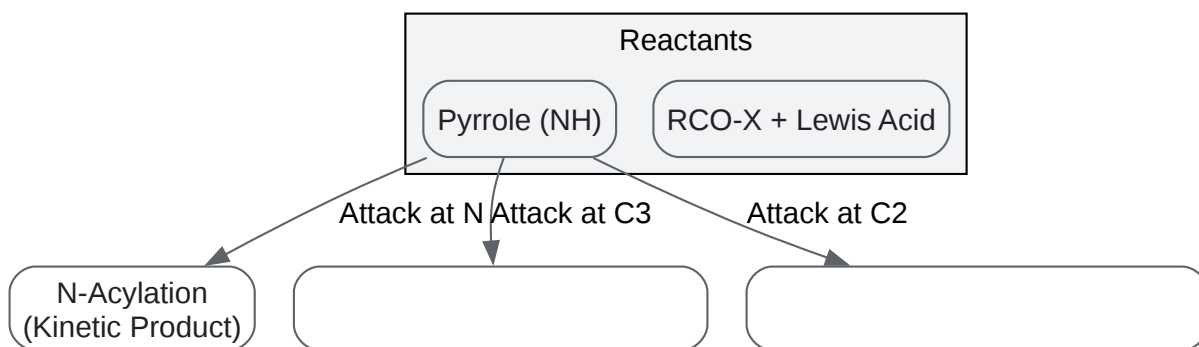 Reactants
Pyrrole (NH)
RCO-X + Lewis Acid
Attack at N
Attack at C3
Attack at C2
N-Acylation
(Kinetic Product)